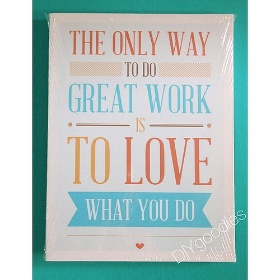 THE ONLY WAY
TO DO
GREAT WORK
IS
TO LOVE
WHAT YOU DO
DIYgoodies